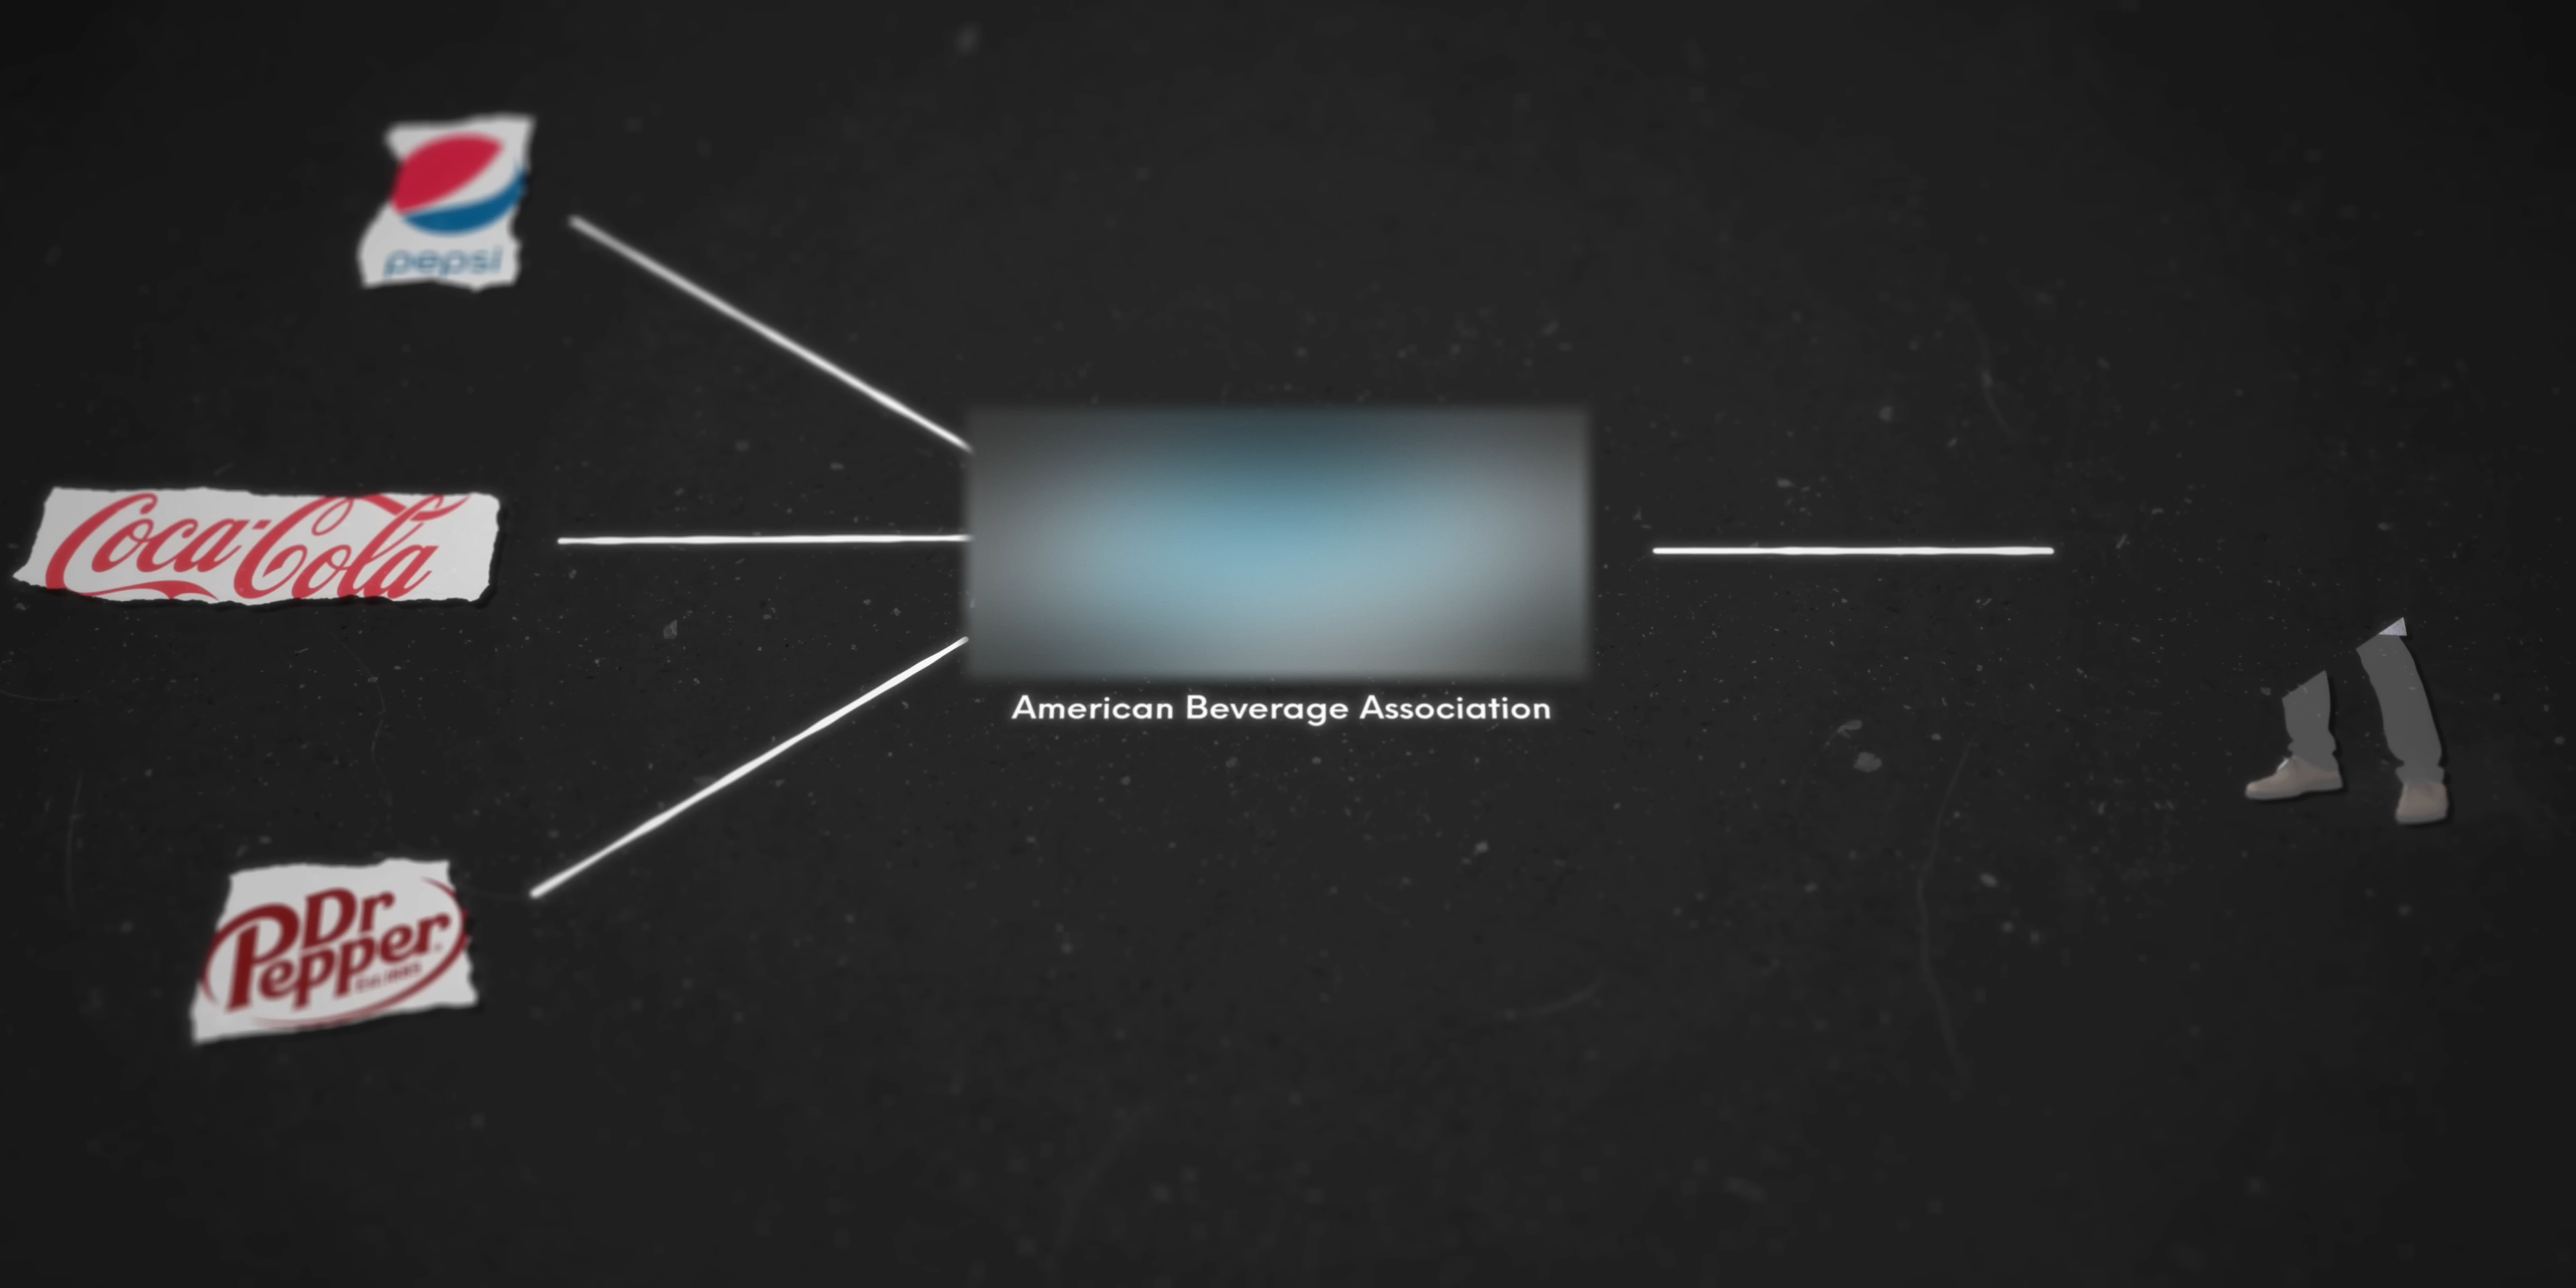 pepsi
Coca-Cola
American Beverage Association
Dr
Pepper